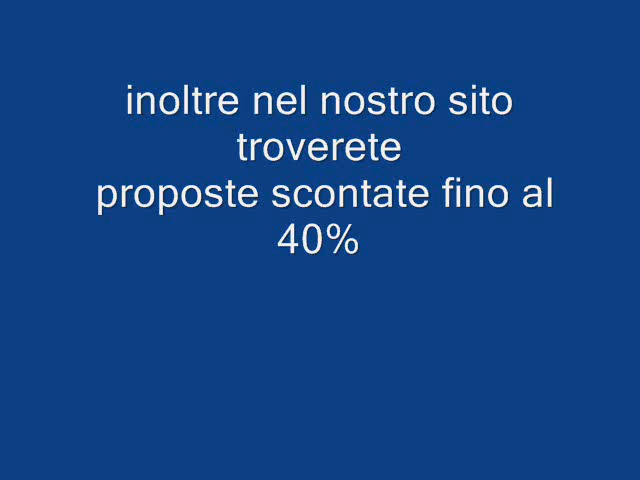 inoltre nel nostro sito
troverete
proposte scontate fino al
40%